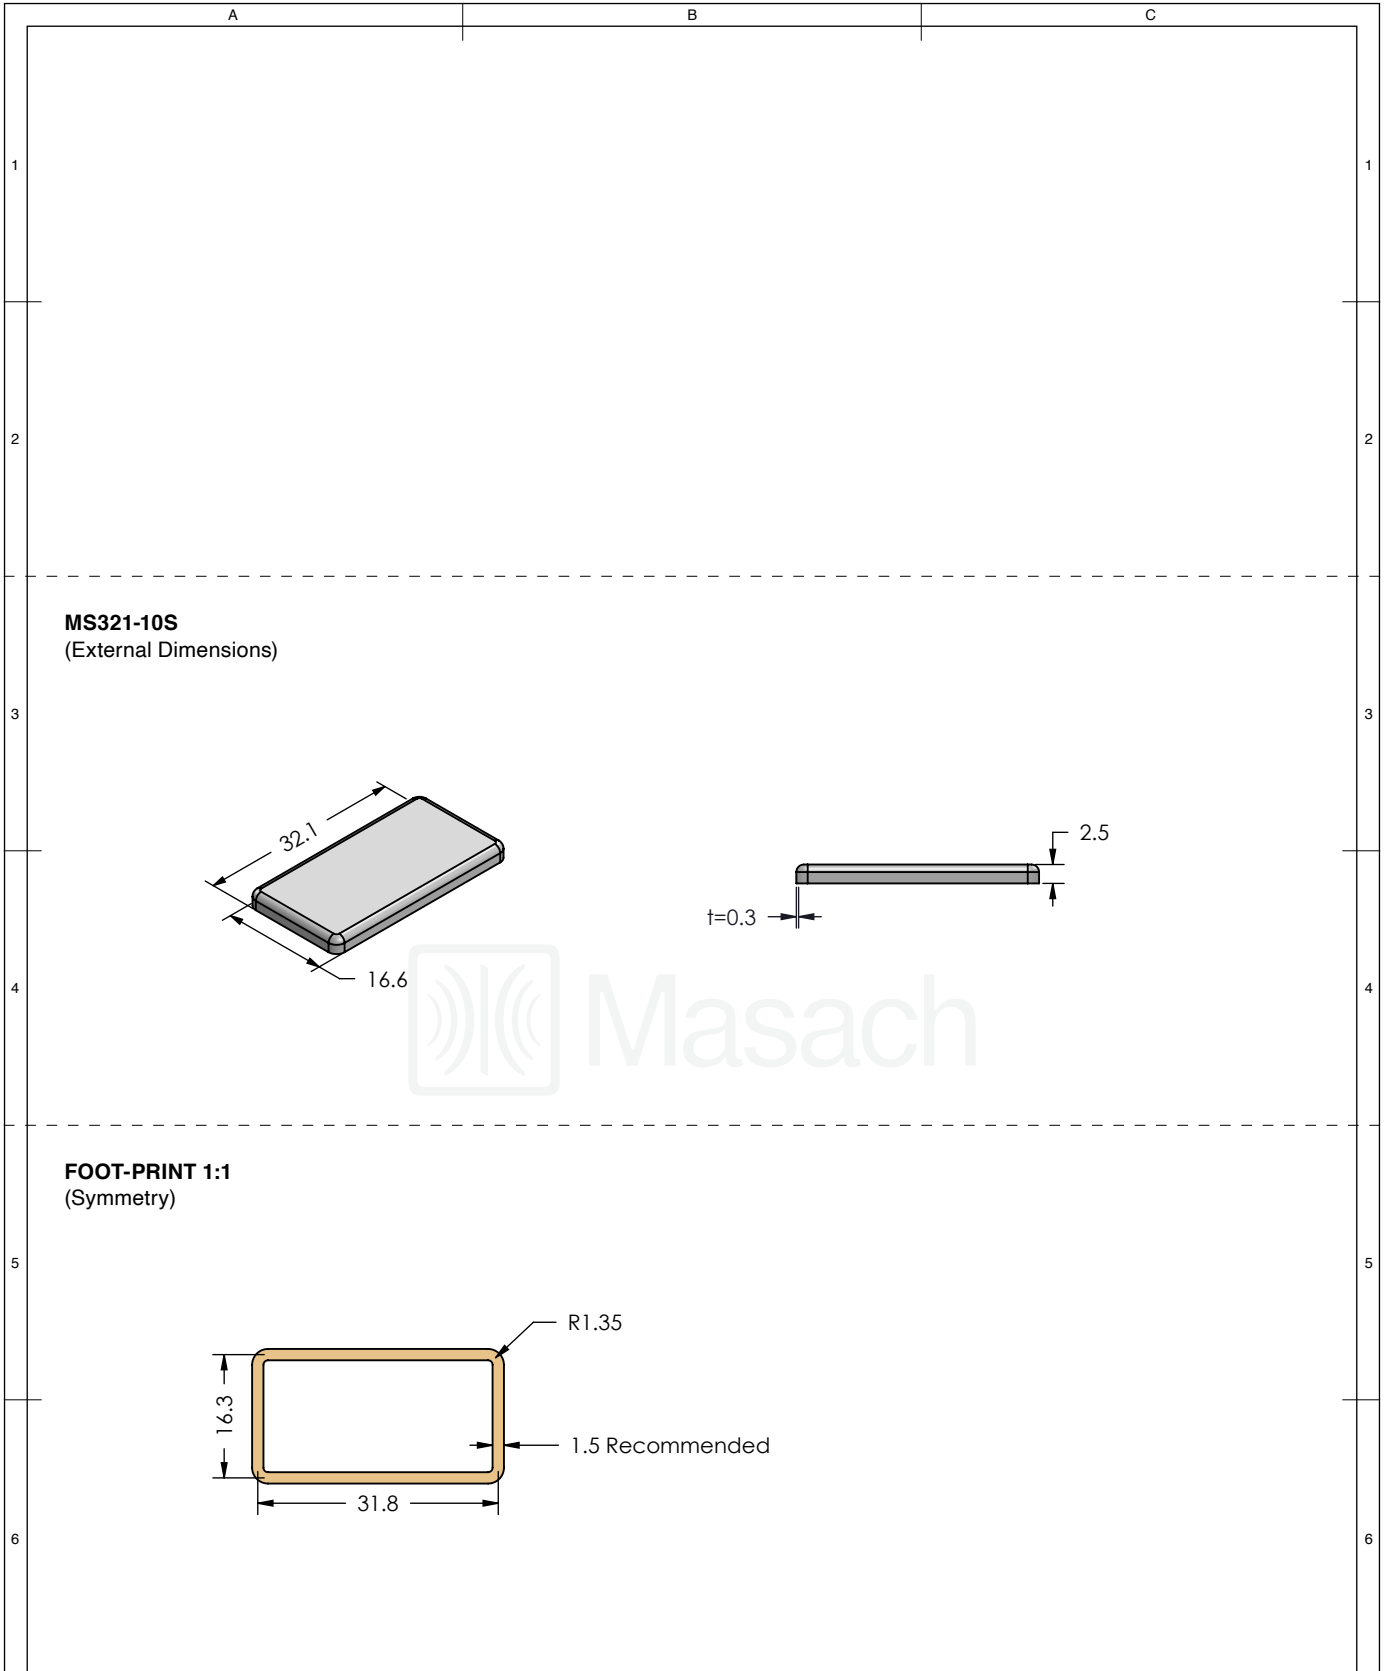 A B C
1 1
2 2
MS321-10S
(External Dimensions)
3 3
32.1
2.5
t=0.3
16.6
4 4
Masach
FOOT-PRINT 1:1
(Symmetry)
5 5
R1.35
16.3
1.5 Recommended
31.8
6 6